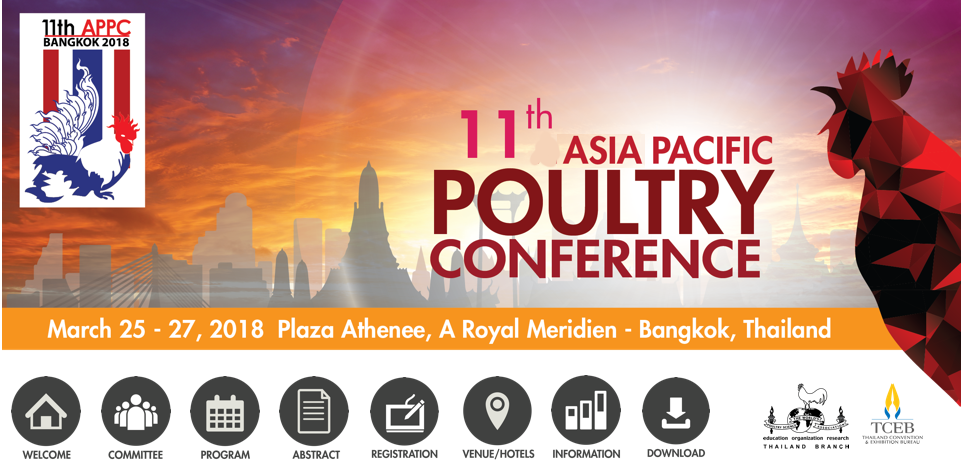 11th APPC
BANGKOK 2018
11th
ASIA PACIFIC
POULTRY
CONFERENCE
March 25 - 27, 2018 Plaza Athenee, A Royal Meridien - Bangkok, Thailand
WELCOME
COMMITTEE
PROGRAM
ABSTRACT
REGISTRATION
VENUE/HOTELS
INFORMATION
DOWNLOAD
education organization research
THAILAND BRANCH
TCEB
THAILAND CONVENTION
& EXHIBITION BUREAU